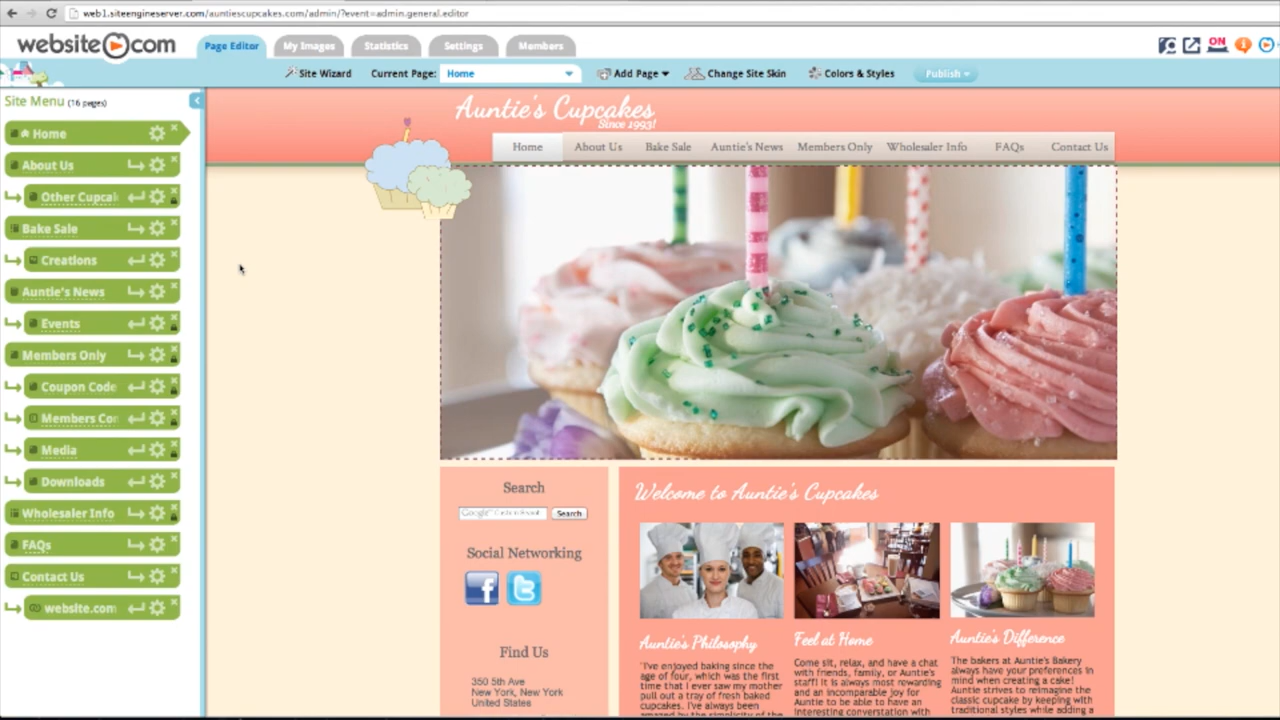 web1.siteengineserver.com/auntiescupcakes.com/admin/?event=admin.general.editor
website.com
Page Editor
My Images
Statistics
Settings
Members
ON
Site Wizard
Current Page:
Home
Add Page
Change Site Skin
Colors & Styles
Publish
Site Menu (16 pages)
Home
About Us
Other Cupcal
Bake Sale
Creations
Auntie's News
Events
Members Only
Coupon Code
Members Cor
Media
Downloads
Wholesaler Info
FAQs
Contact Us
website.com
Auntie's Cupcakes
Since 1993!
Home
About Us
Bake Sale
Auntie's News
Members Only
Wholesaler Info
FAQs
Contact Us
Search
Google
Search
Social Networking
Find Us
350 5th Ave
New York, New York
United States
Welcome to Auntie's Cupcakes
Auntie's Philosophy
"I've enjoyed baking since the
age of four, which was the first
time that I ever saw my mother
pull out a tray of fresh baked
cupcakes. I've always been
amazed by the simplicity of the
Feel at Home
Come sit, relax, and have a chat
with friends, family, or Auntie's
staff! It is always most rewarding
and an incomparable joy for
Auntie to be able to have an
interesting converstation with
Auntie's Difference
The bakers at Auntie's Bakery
always have your preferences in
mind when creating a cake!
Auntie strives to reimagine the
classic cupcake by keeping with
traditional styles while adding a